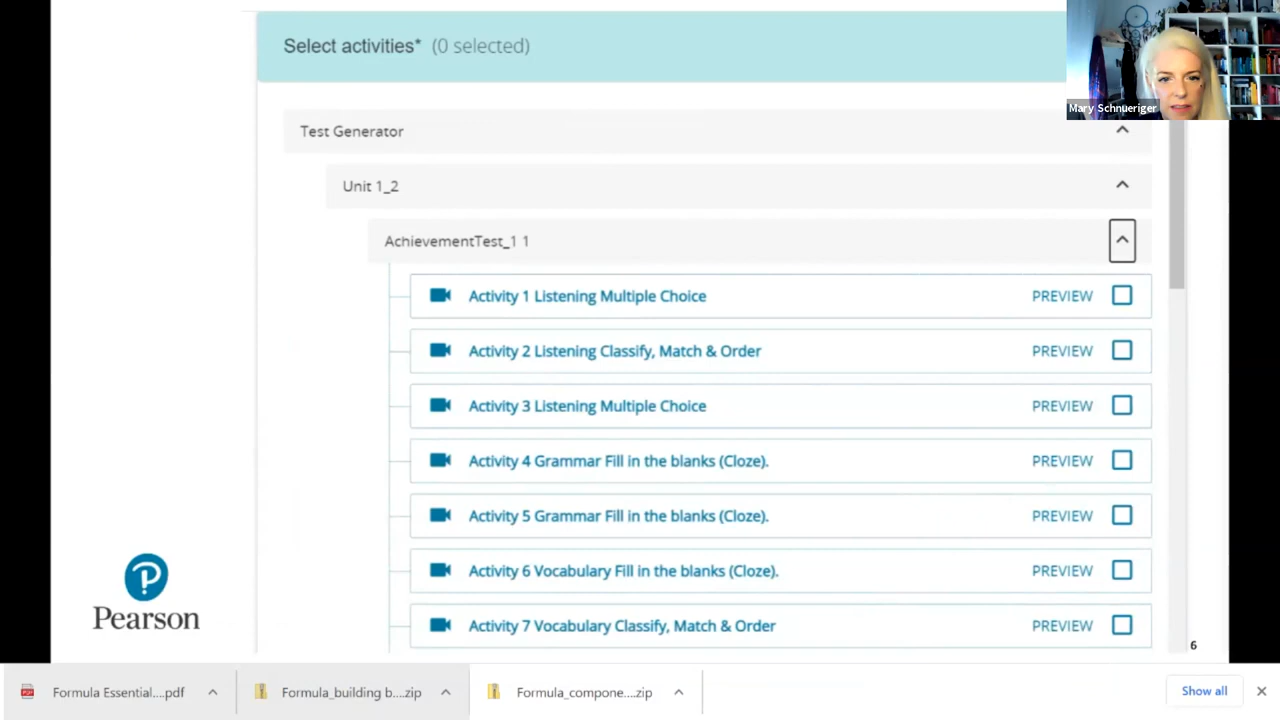 Select activities* (0 selected)
Mary Schnueriger
Test Generator
Unit 1_2
AchievementTest_1 1
Activity 1 Listening Multiple Choice PREVIEW
Activity 2 Listening Classify, Match & Order PREVIEW
Activity 3 Listening Multiple Choice PREVIEW
Activity 4 Grammar Fill in the blanks (Cloze). PREVIEW
Activity 5 Grammar Fill in the blanks (Cloze). PREVIEW
Activity 6 Vocabulary Fill in the blanks (Cloze). PREVIEW
Activity 7 Vocabulary Classify, Match & Order PREVIEW
P
Pearson
6
Formula Essential....pdf
Formula_building b....zip
Formula_compone....zip
Show all